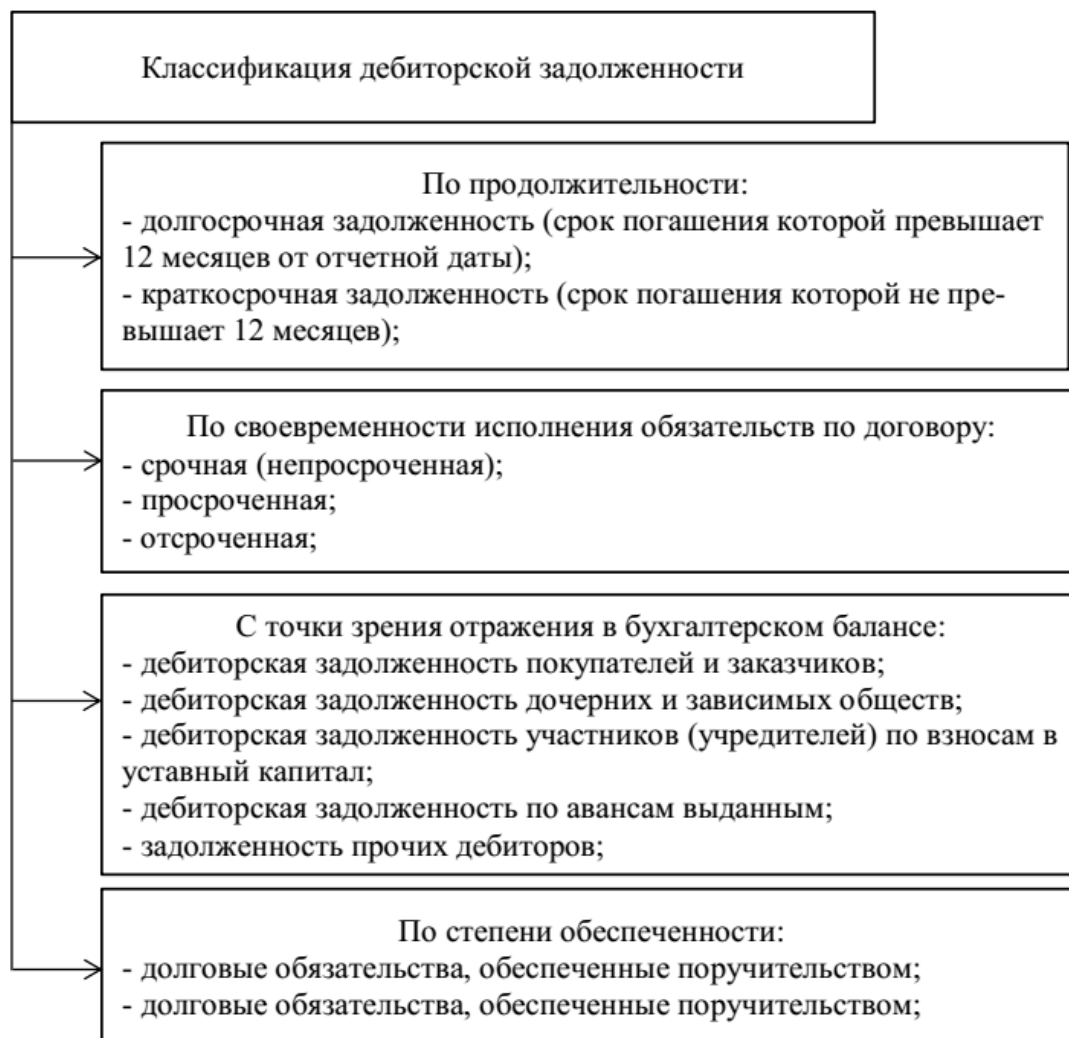 Классификация дебиторской задолженности
По продолжительности:
- долгосрочная задолженность (срок погашения которой превышает
12 месяцев от отчетной даты);
- краткосрочная задолженность (срок погашения которой не пре-
вышает 12 месяцев);
По своевременности исполнения обязательств по договору:
- срочная (непросроченная);
- просроченная;
- отсроченная;
С точки зрения отражения в бухгалтерском балансе:
- дебиторская задолженность покупателей и заказчиков;
- дебиторская задолженность дочерних и зависимых обществ;
- дебиторская задолженность участников (учредителей) по взносам в
уставный капитал;
- дебиторская задолженность по авансам выданным;
- задолженность прочих дебиторов;
По степени обеспеченности:
- долговые обязательства, обеспеченные поручительством;
- долговые обязательства, обеспеченные поручительством;